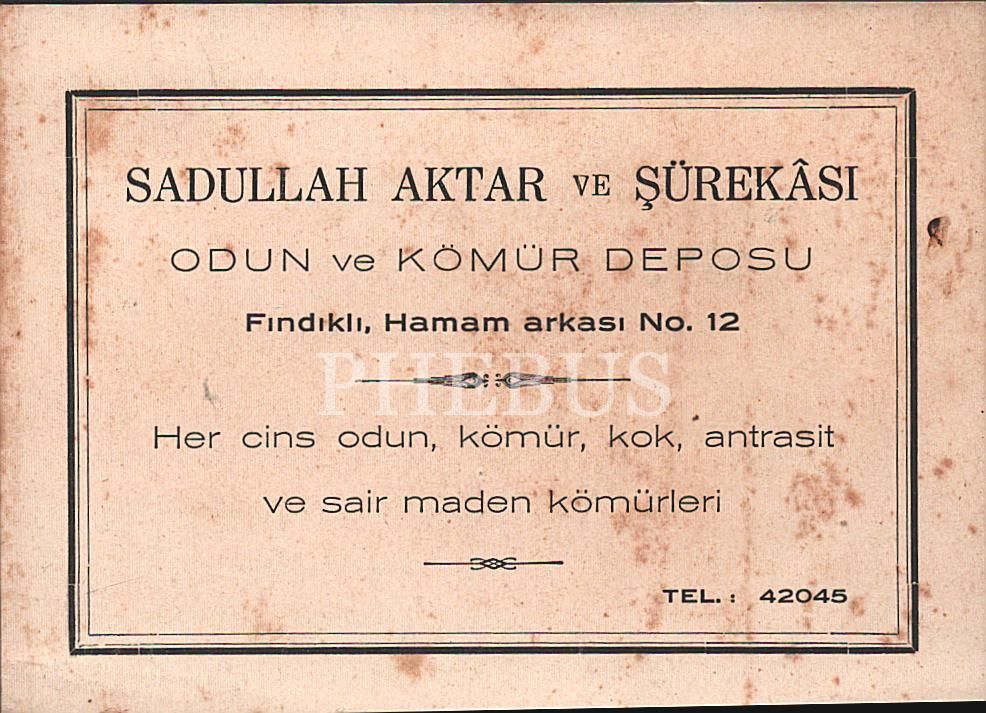 SADULLAH AKTAR VE ŞÜREKÂSI
ODUN ve KÖMÜR DEPOSU
Fındıklı, Hamam arkası No. 12
PHEBUS
Her cins odun, kömür, kok, antrasit
ve sair maden kömürleri
TEL. : 42045